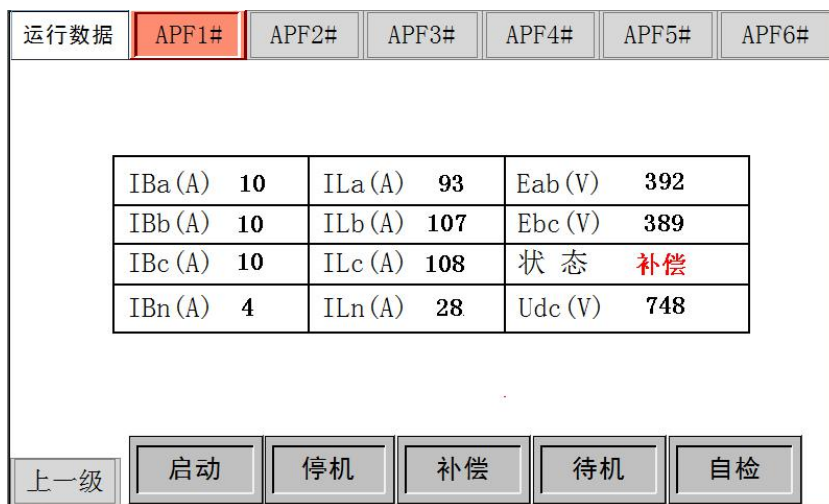 运行数据 APF1# APF2# APF3# APF4# APF5# APF6#
IBa(A) 10 ILa(A) 93 Eab(V) 392
IBb(A) 10 ILb(A) 107 Ebc(V) 389
IBc(A) 10 ILc(A) 108 状 态 补偿
IBn(A) 4 ILn(A) 28 Udc(V) 748
上一级 启动 停机 补偿 待机 自检